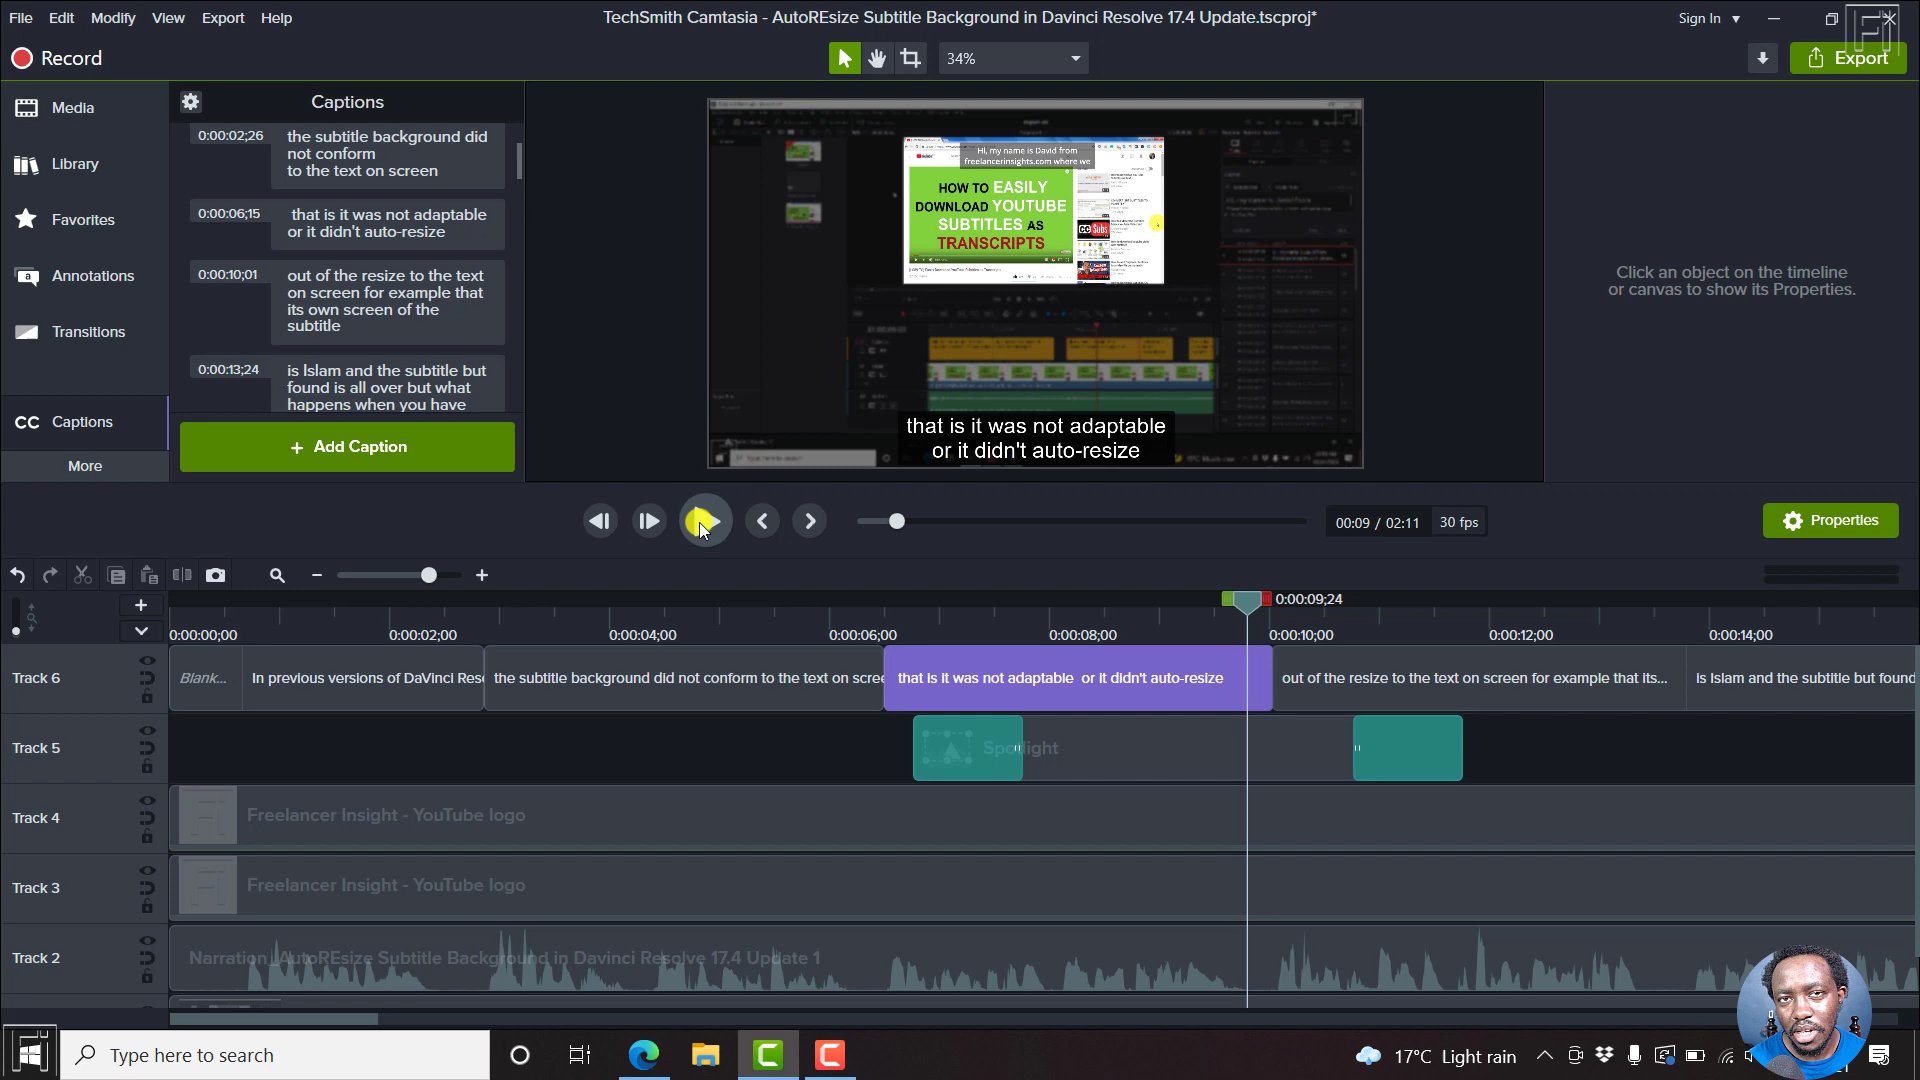 File Edit Modify View Export Help
TechSmith Camtasia - AutoREsize Subtitle Background in Davinci Resolve 17.4 Update.tscproj*
Sign In
Record
34%
Export
Media
Library
Favorites
Annotations
Transitions
CC Captions
More
Captions
0:00:02;26
the subtitle background did
not conform
to the text on screen
0:00:06;15
that is it was not adaptable
or it didn't auto-resize
0:00:10;01
out of the resize to the text
on screen for example that
its own screen of the
subtitle
0:00:13;24
is Islam and the subtitle but
found is all over but what
happens when you have
+ Add Caption
Hi, my name is David from
freelancerinsights.com where we
HOW TO EASILY
DOWNLOAD YOUTUBE
SUBTITLES AS
TRANSCRIPTS
CC Subs
that is it was not adaptable
or it didn't auto-resize
Click an object on the timeline
or canvas to show its Properties.
00:09 / 02:11 30 fps
Properties
0:00:09;24
0:00:00;00 0:00:02;00 0:00:04;00 0:00:06;00 0:00:08;00 0:00:10;00 0:00:12;00 0:00:14;00
Track 6
Blank...
In previous versions of DaVinci Res
the subtitle background did not conform to the text on scree
that is it was not adaptable or it didn't auto-resize
out of the resize to the text on screen for example that its...
is Islam and the subtitle but found
Track 5
Spotlight
Track 4
Freelancer Insight - YouTube logo
Track 3
Freelancer Insight - YouTube logo
Track 2
Narration_AutoREsize Subtitle Background in Davinci Resolve 17.4 Update 1
Type here to search
17°C Light rain